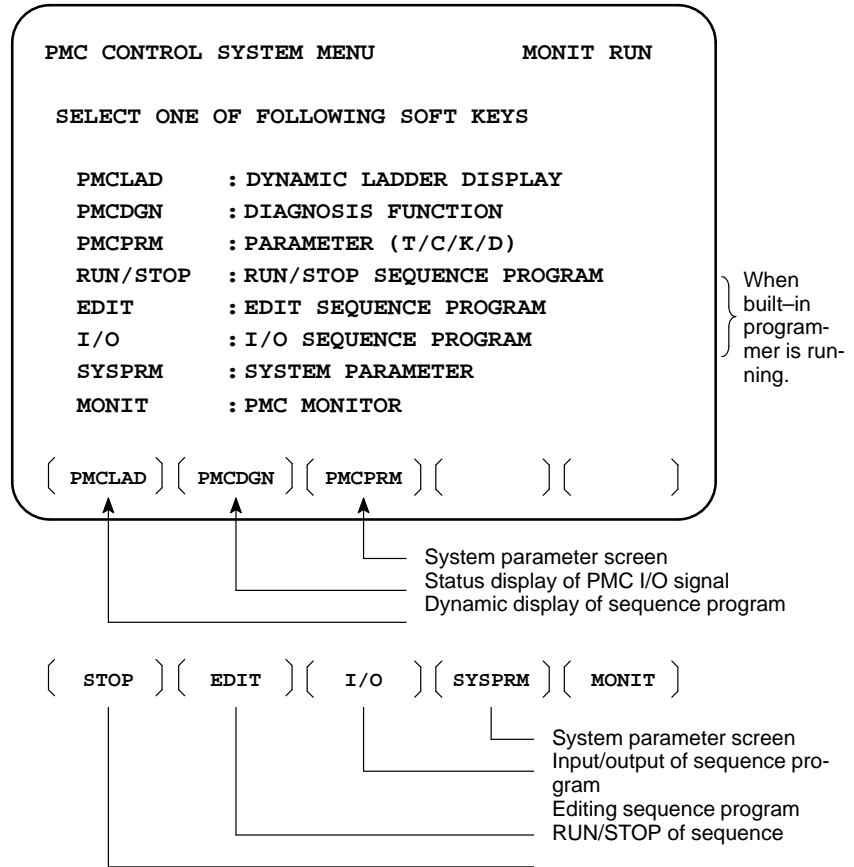 PMC CONTROL SYSTEM MENU MONIT RUN
SELECT ONE OF FOLLOWING SOFT KEYS
PMCLAD : DYNAMIC LADDER DISPLAY
PMCDGN : DIAGNOSIS FUNCTION
PMCPRM : PARAMETER (T/C/K/D)
RUN/STOP : RUN/STOP SEQUENCE PROGRAM
EDIT : EDIT SEQUENCE PROGRAM
I/O : I/O SEQUENCE PROGRAM
SYSPRM : SYSTEM PARAMETER
MONIT : PMC MONITOR
When
built–in
program-
mer is run-
ning.
PMCLAD PMCDGN PMCPRM
System parameter screen
Status display of PMC I/O signal
Dynamic display of sequence program
STOP EDIT I/O SYSPRM MONIT
System parameter screen
Input/output of sequence pro-
gram
Editing sequence program
RUN/STOP of sequence